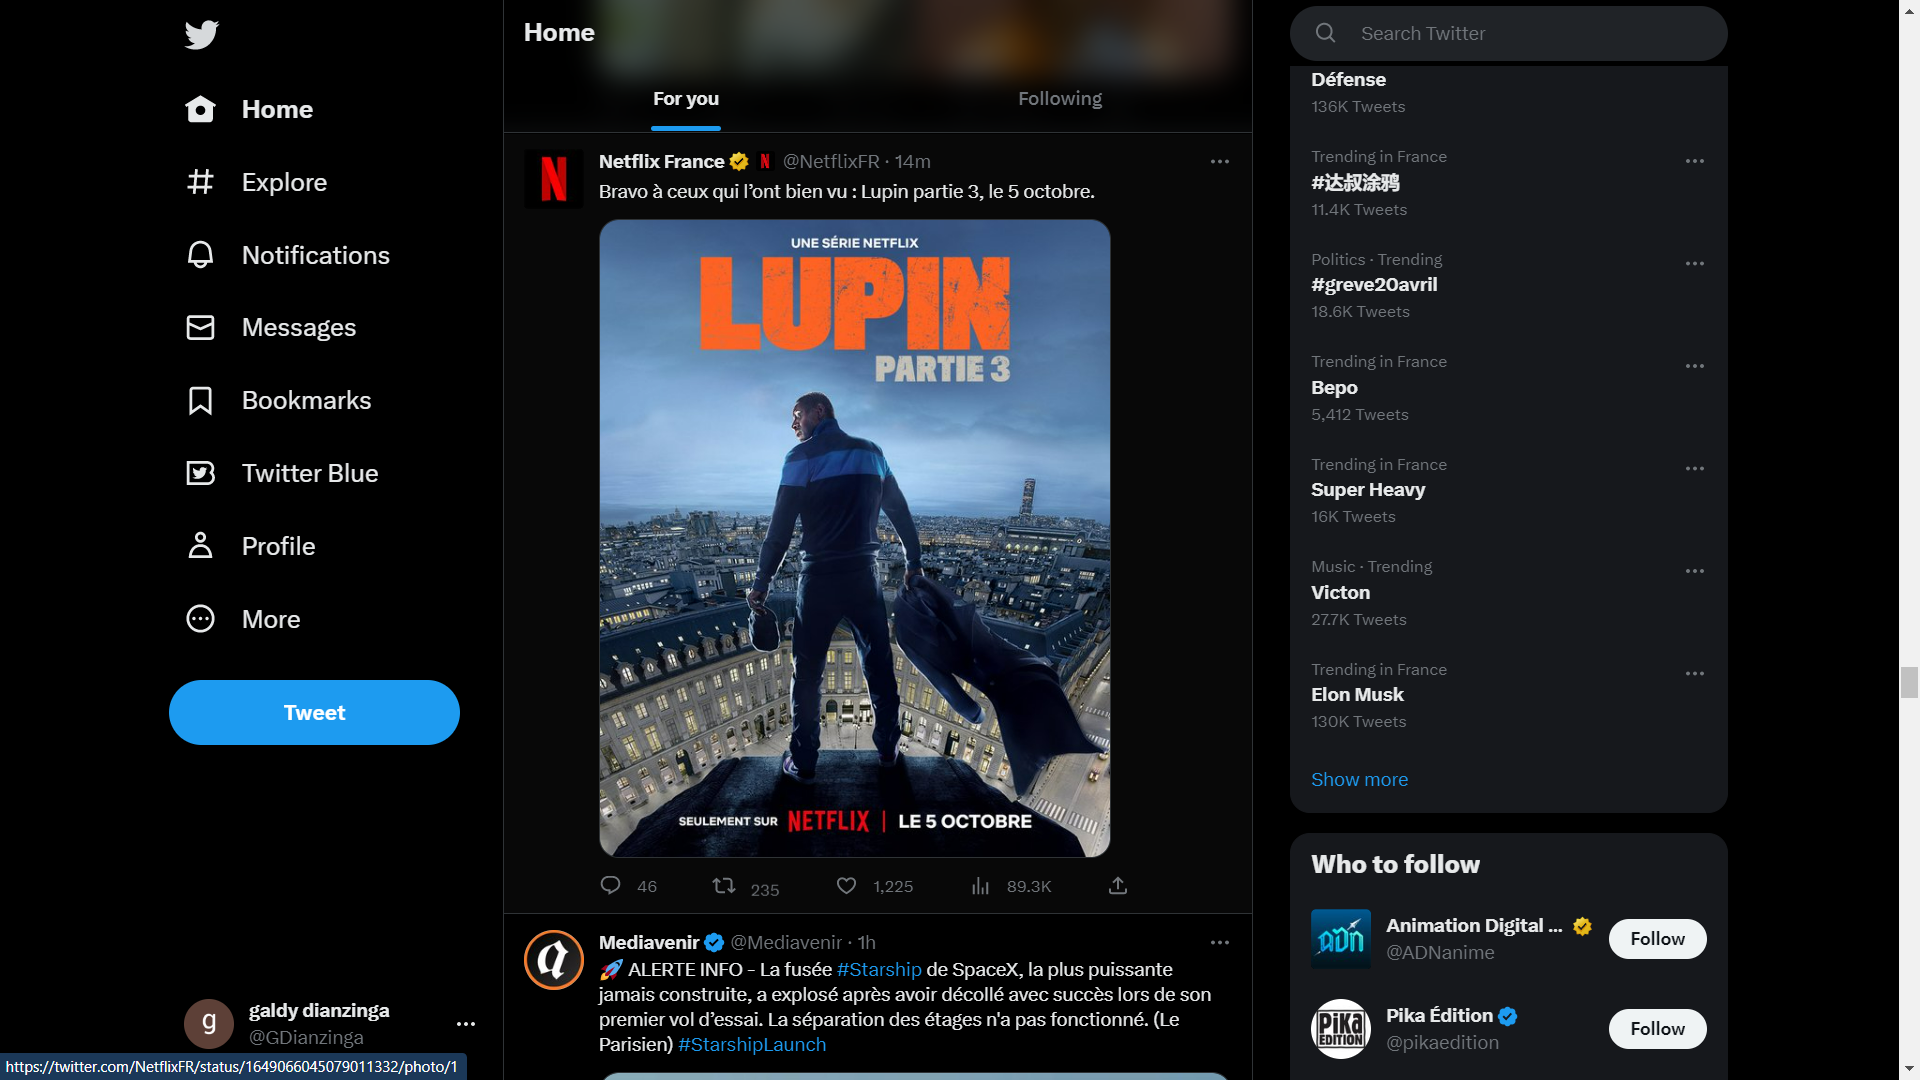 Home
Explore
Notifications
Messages
Bookmarks
Twitter Blue
Profile
More
Tweet
g
galdy dianzinga
@GDianzinga
https://twitter.com/NetflixFR/status/1649066045079011332/photo/1
Home
For you
Following
Netflix France @NetflixFR · 14m
Bravo à ceux qui l’ont bien vu : Lupin partie 3, le 5 octobre.
UNE SÉRIE NETFLIX
LUPIN
PARTIE 3
SEULEMENT SUR NETFLIX | LE 5 OCTOBRE
46
235
1,225
89.3K
Mediavenir @Mediavenir · 1h
🚀 ALERTE INFO - La fusée #Starship de SpaceX, la plus puissante
jamais construite, a explosé après avoir décollé avec succès lors de son
premier vol d’essai. La séparation des étages n'a pas fonctionné. (Le
Parisien) #StarshipLaunch
Search Twitter
Défense
136K Tweets
Trending in France
#达叔涂鸦
11.4K Tweets
Politics · Trending
#greve20avril
18.6K Tweets
Trending in France
Bepo
5,412 Tweets
Trending in France
Super Heavy
16K Tweets
Music · Trending
Victon
27.7K Tweets
Trending in France
Elon Musk
130K Tweets
Show more
Who to follow
ADN
Animation Digital ...
@ADNanime
Follow
PIKA
EDITION
Pika Édition
@pikaedition
Follow